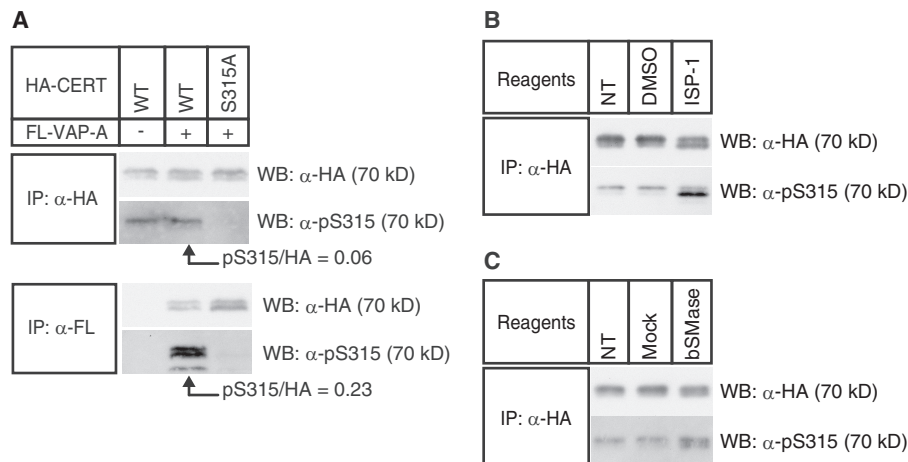 A
HA-CERT WT WT S315A
FL-VAP-A - + +
IP: α-HA
WB: α-HA (70 kD)
WB: α-pS315 (70 kD)
pS315/HA = 0.06
IP: α-FL
WB: α-HA (70 kD)
WB: α-pS315 (70 kD)
pS315/HA = 0.23
B
Reagents NT DMSO ISP-1
IP: α-HA
WB: α-HA (70 kD)
WB: α-pS315 (70 kD)
C
Reagents NT Mock bSMase
IP: α-HA
WB: α-HA (70 kD)
WB: α-pS315 (70 kD)